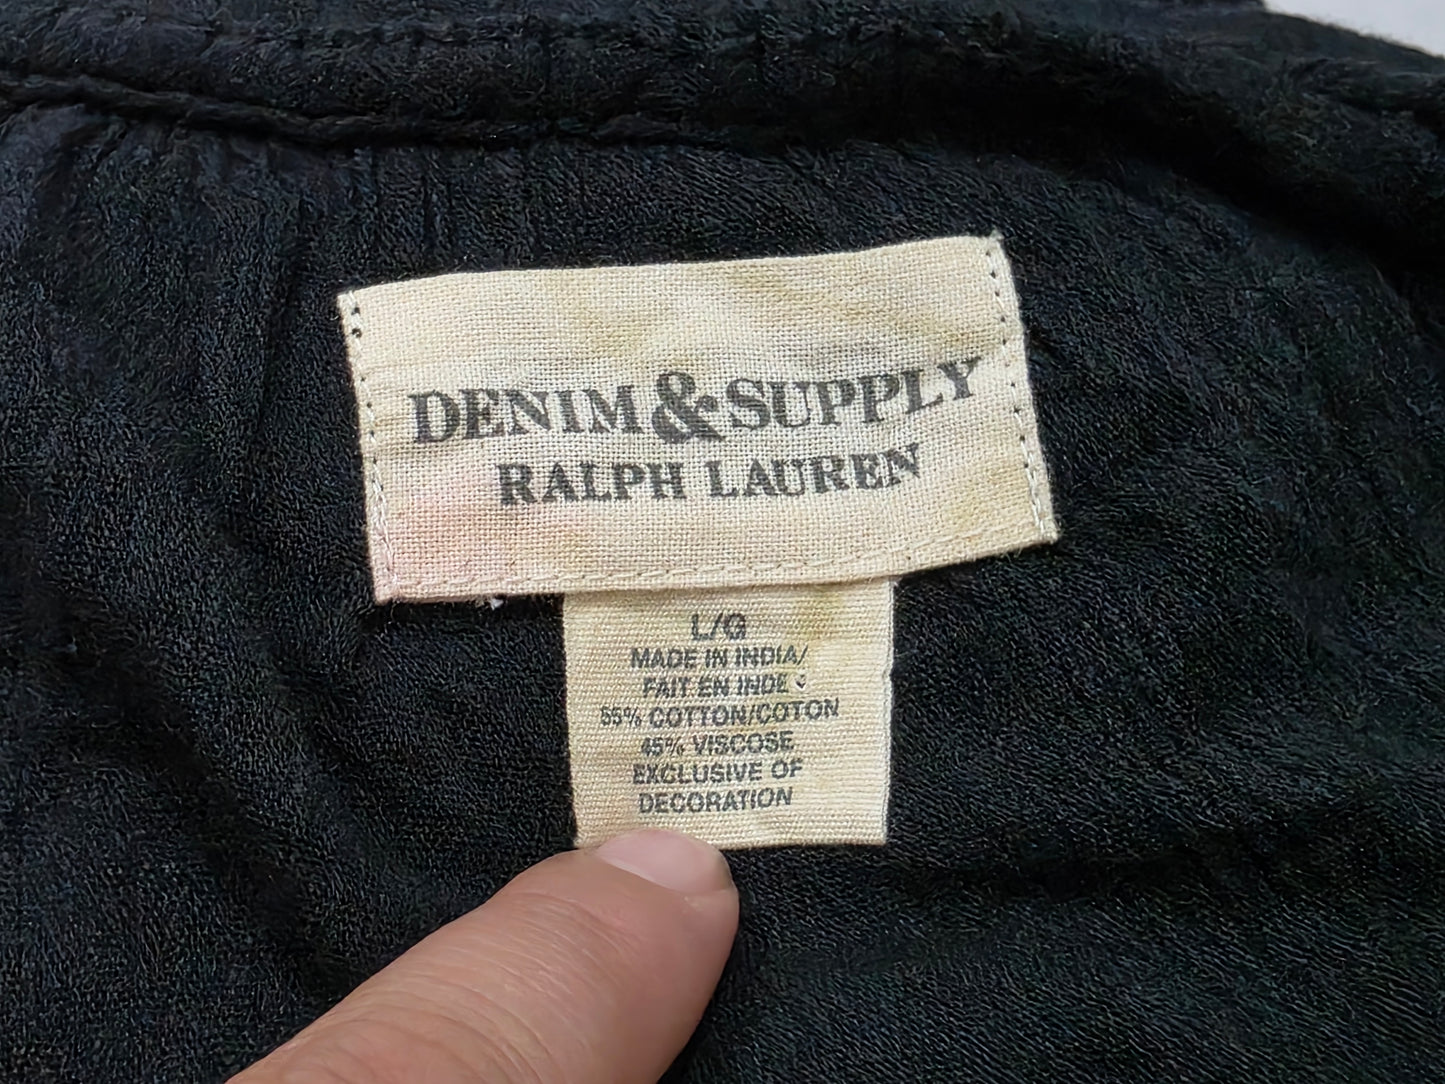 DENIM & SUPPLY
RALPH LAUREN
L/G
MADE IN INDIA/
FAIT EN INDE
55% COTTON/COTON
45% VISCOSE
EXCLUSIVE OF
DECORATION